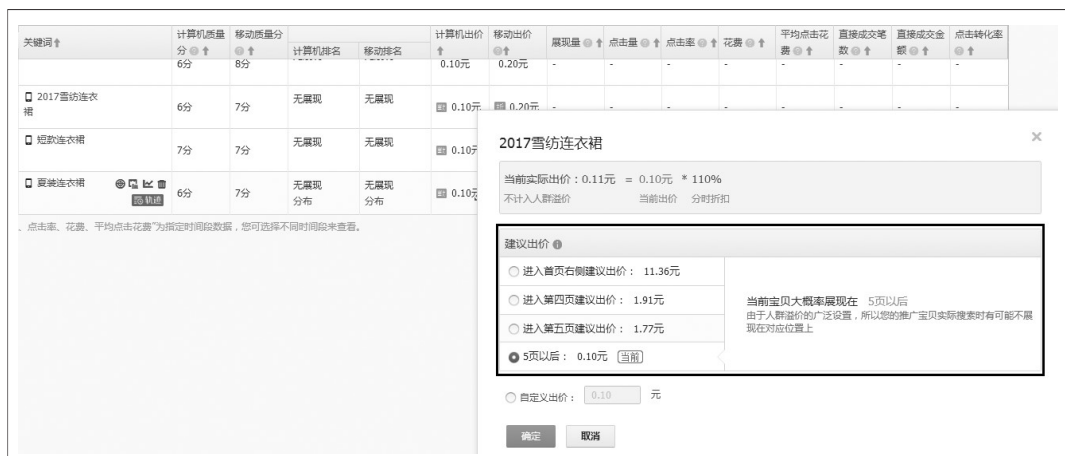 关键词 计算机质量分 移动质量分 计算机排名 移动排名 计算机出价 移动出价 展现量 点击量 点击率 花费 平均点击花费 直接成交笔数 直接成交金额 点击转化率
6分 8分 0.10元 0.20元 - - - - - - - -
2017雪纺连衣裙 6分 7分 无展现 无展现 0.10元 0.20元 -
短款连衣裙 7分 7分 无展现 无展现 0.10
夏装连衣裙 轨迹 6分 7分 无展现 无展现 0.10
分布 分布
、点击率、花费、平均点击花费"为指定时间段数据,您可选择不同时间段来查看。
2017雪纺连衣裙 ×
当前实际出价:0.11元 = 0.10元 * 110%
不计入人群溢价 当前出价 分时折扣
建议出价
进入首页右侧建议出价: 11.36元
进入第四页建议出价: 1.91元
进入第五页建议出价: 1.77元
5页以后: 0.10元 当前
当前宝贝大概率展现在 5页以后
由于人群溢价的广泛设置,所以您的推广宝贝实际搜索时有可能不展
现在对应位置上
自定义出价: 0.10 元
确定 取消